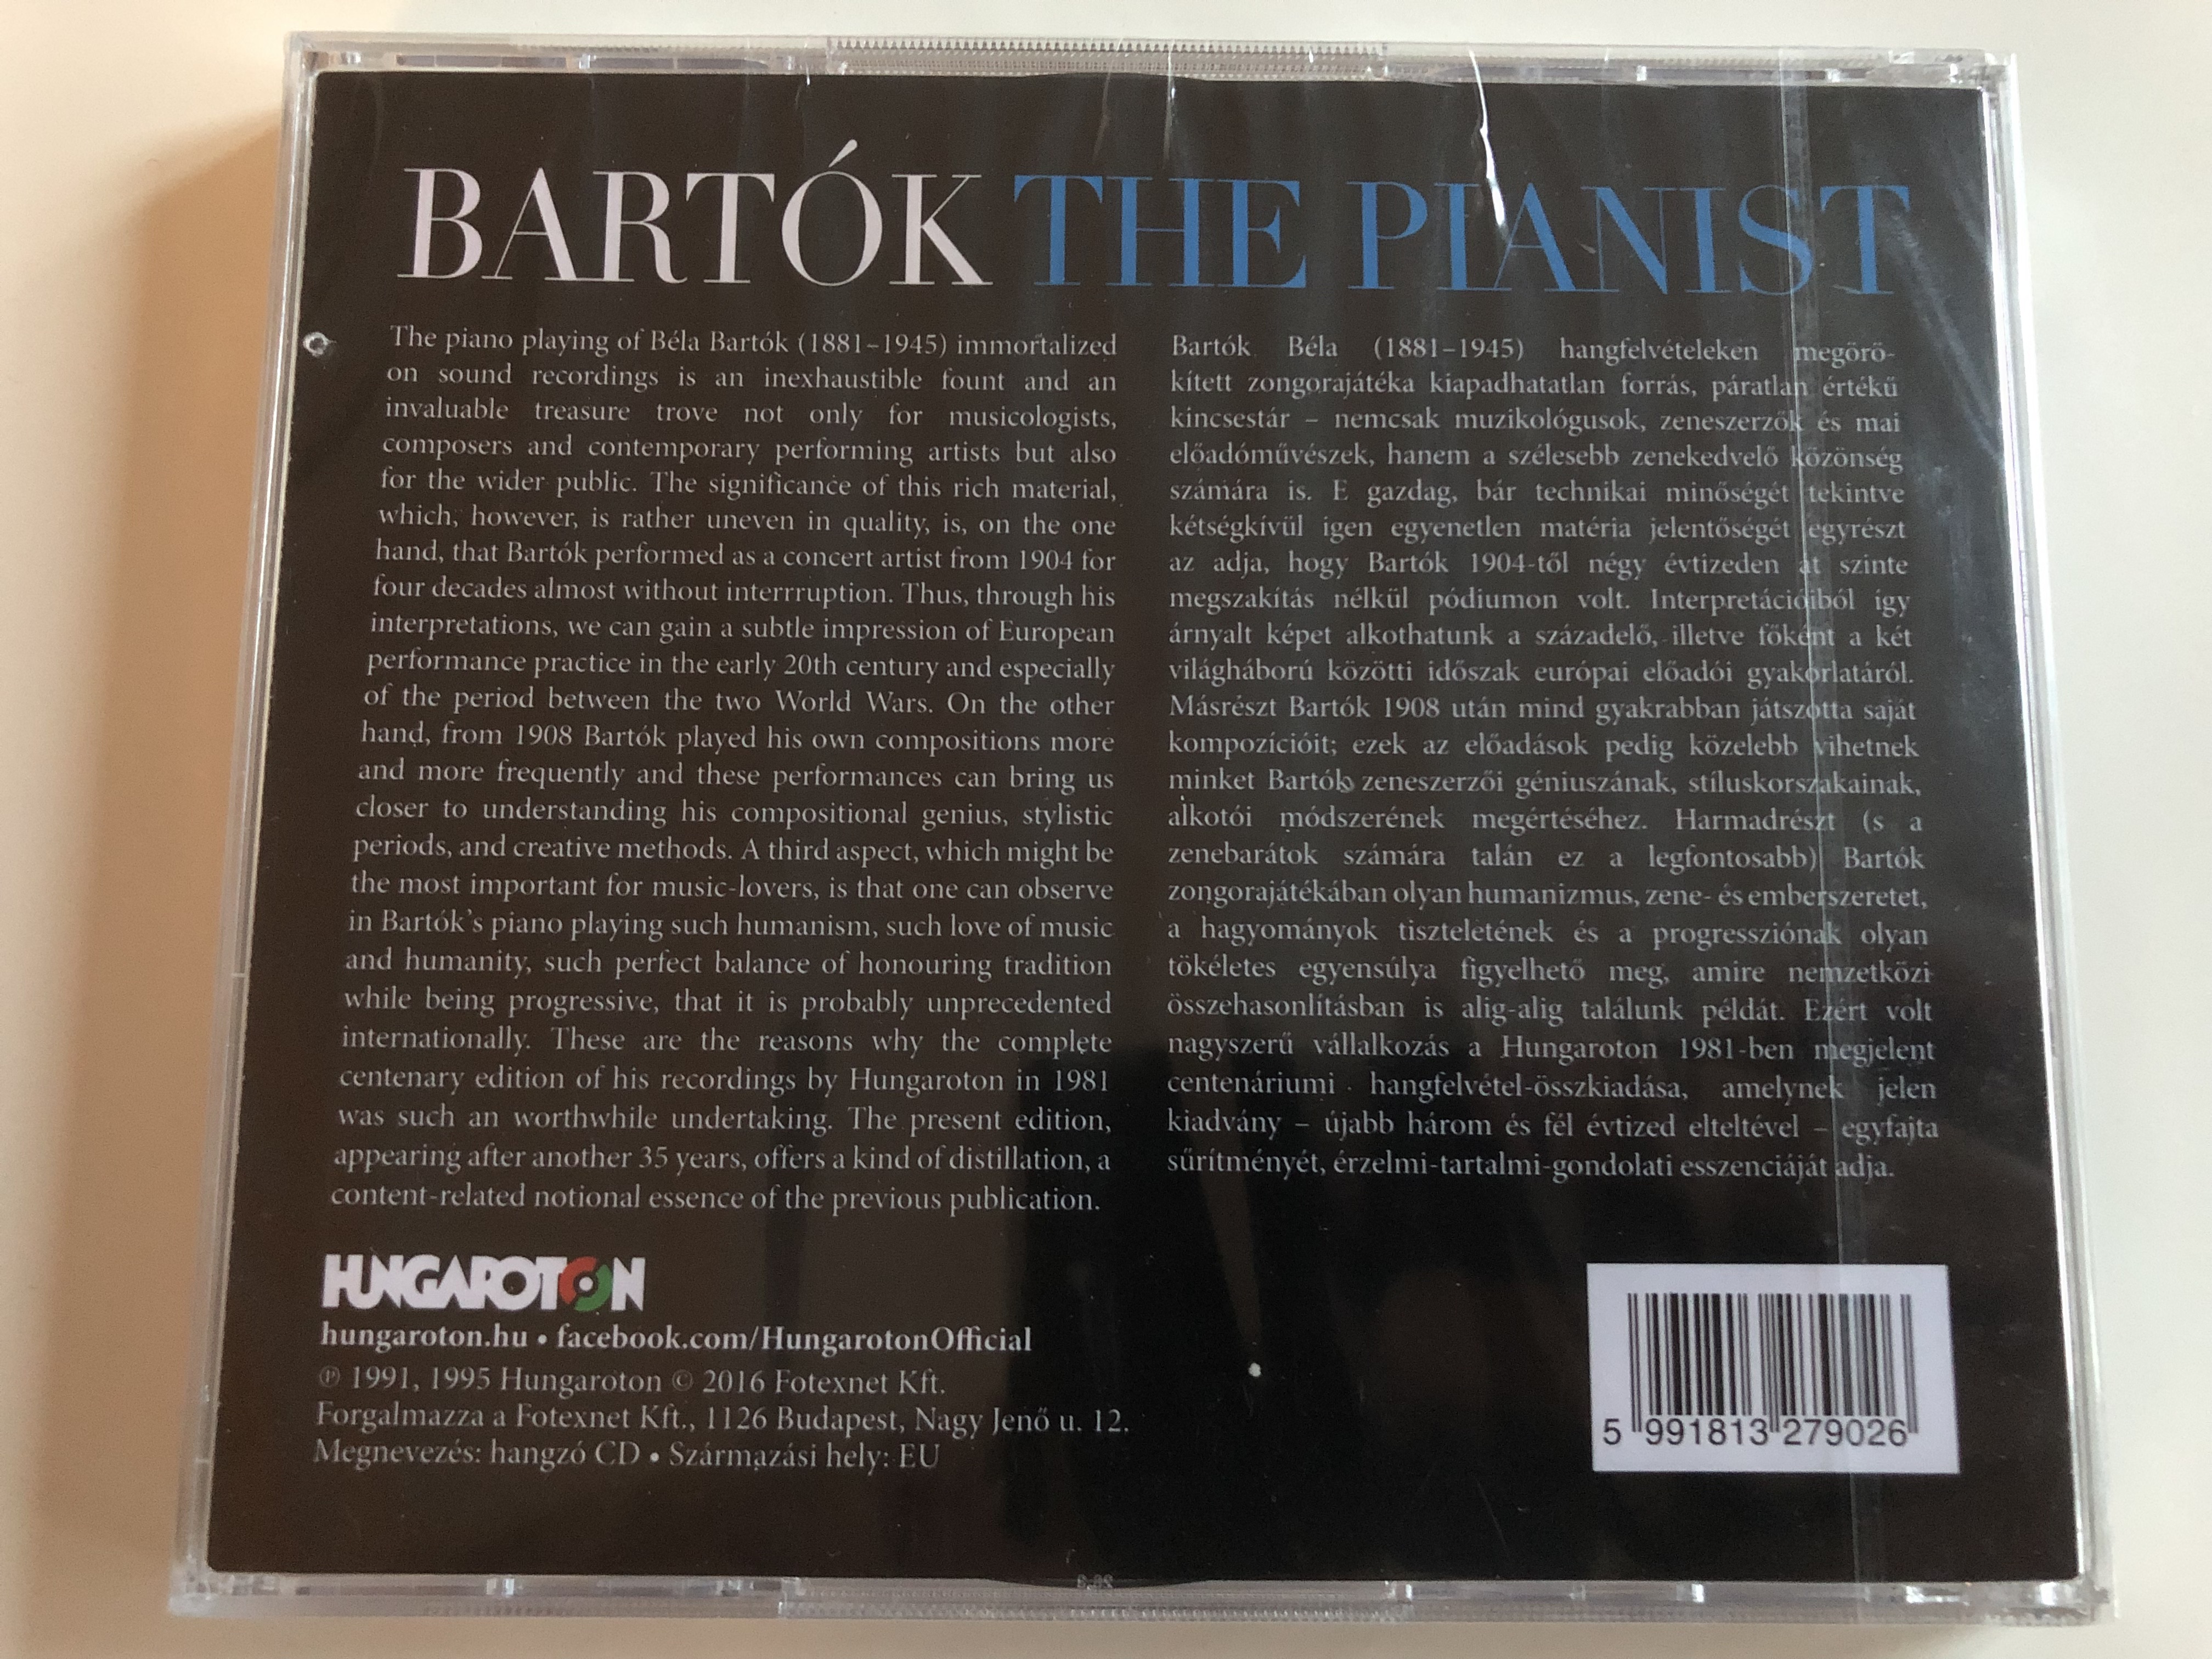 BARTÓK THE PIANIST
The piano playing of Béla Bartók (1881–1945) immortalized
on sound recordings is an inexhaustible fount and an
invaluable treasure trove not only for musicologists,
composers and contemporary performing artists but also
for the wider public. The significance of this rich material,
which, however, is rather uneven in quality, is, on the one
hand, that Bartók performed as a concert artist from 1904 for
four decades almost without interrruption. Thus, through his
interpretations, we can gain a subtle impression of European
performance practice in the early 20th century and especially
of the period between the two World Wars. On the other
hand, from 1908 Bartók played his own compositions more
and more frequently and these performances can bring us
closer to understanding his compositional genius, stylistic
periods, and creative methods. A third aspect, which might be
the most important for music-lovers, is that one can observe
in Bartók's piano playing such humanism, such love of music
and humanity, such perfect balance of honouring tradition
while being progressive, that it is probably unprecedented
internationally. These are the reasons why the complete
centenary edition of his recordings by Hungaroton in 1981
was such an worthwhile undertaking. The present edition,
appearing after another 35 years, offers a kind of distillation, a
content-related notional essence of the previous publication.
Bartók Béla (1881–1945) hangfelvételeken megörö-
kített zongorajátéka kiapadhatatlan forrás, páratlan értékű
kincsestár – nemcsak muzikológusok, zeneszerzők és mai
előadóművészek, hanem a szélesebb zenekedvelő közönség
számára is. E gazdag, bár technikai minőségét tekintve
kétségkívül igen egyenetlen matéria jelentőségét egyrészt
az adja, hogy Bartók 1904-től négy évtizeden át szinte
megszakítás nélkül pódiumon volt. Interpretációiból így
árnyalt képet alkothatunk a századelő, illetve főként a két
világháború közötti időszak európai előadói gyakorlatáról.
Másrészt Bartók 1908 után mind gyakrabban játszotta saját
kompozícióit; ezek az előadások pedig közelebb vihetnek
minket Bartók zeneszerzői géniuszának, stíluskorszakainak,
alkotói módszerének megértéséhez. Harmadrészt (s a
zenebarátok számára talán ez a legfontosabb) Bartók
zongorajátékában olyan humanizmus, zene- és emberszeretet,
a hagyományok tiszteletének és a progressziónak olyan
tökéletes egyensúlya figyelhető meg, amire nemzetközi
összehasonlításban is alig-alig találunk példát. Ezért volt
nagyszerű vállalkozás a Hungaroton 1981-ben megjelent
centenáriumi hangfelvétel-összkiadása, amelynek jelen
kiadvány – újabb három és fél évtized elteltével – egyfajta
sűrítményét, érzelmi-tartalmi-gondolati esszenciáját adja.
HUNGAROTON
hungaroton.hu • facebook.com/HungarotonOfficial
℗ 1991, 1995 Hungaroton © 2016 Fotexnet Kft.
Forgalmazza a Fotexnet Kft., 1126 Budapest, Nagy Jenő u. 12.
Megnevezés: hangzó CD • Származási hely: EU
5 991813 279026